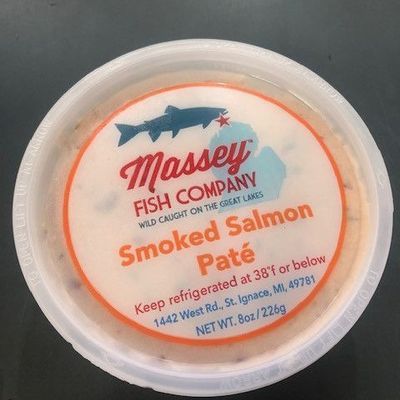 Massey™
FISH COMPANY
WILD CAUGHT ON THE GREAT LAKES
Smoked Salmon
Paté
Keep refrigerated at 38°f or below
1442 West Rd., St. Ignace, MI, 49781
NET WT. 8oz/226g